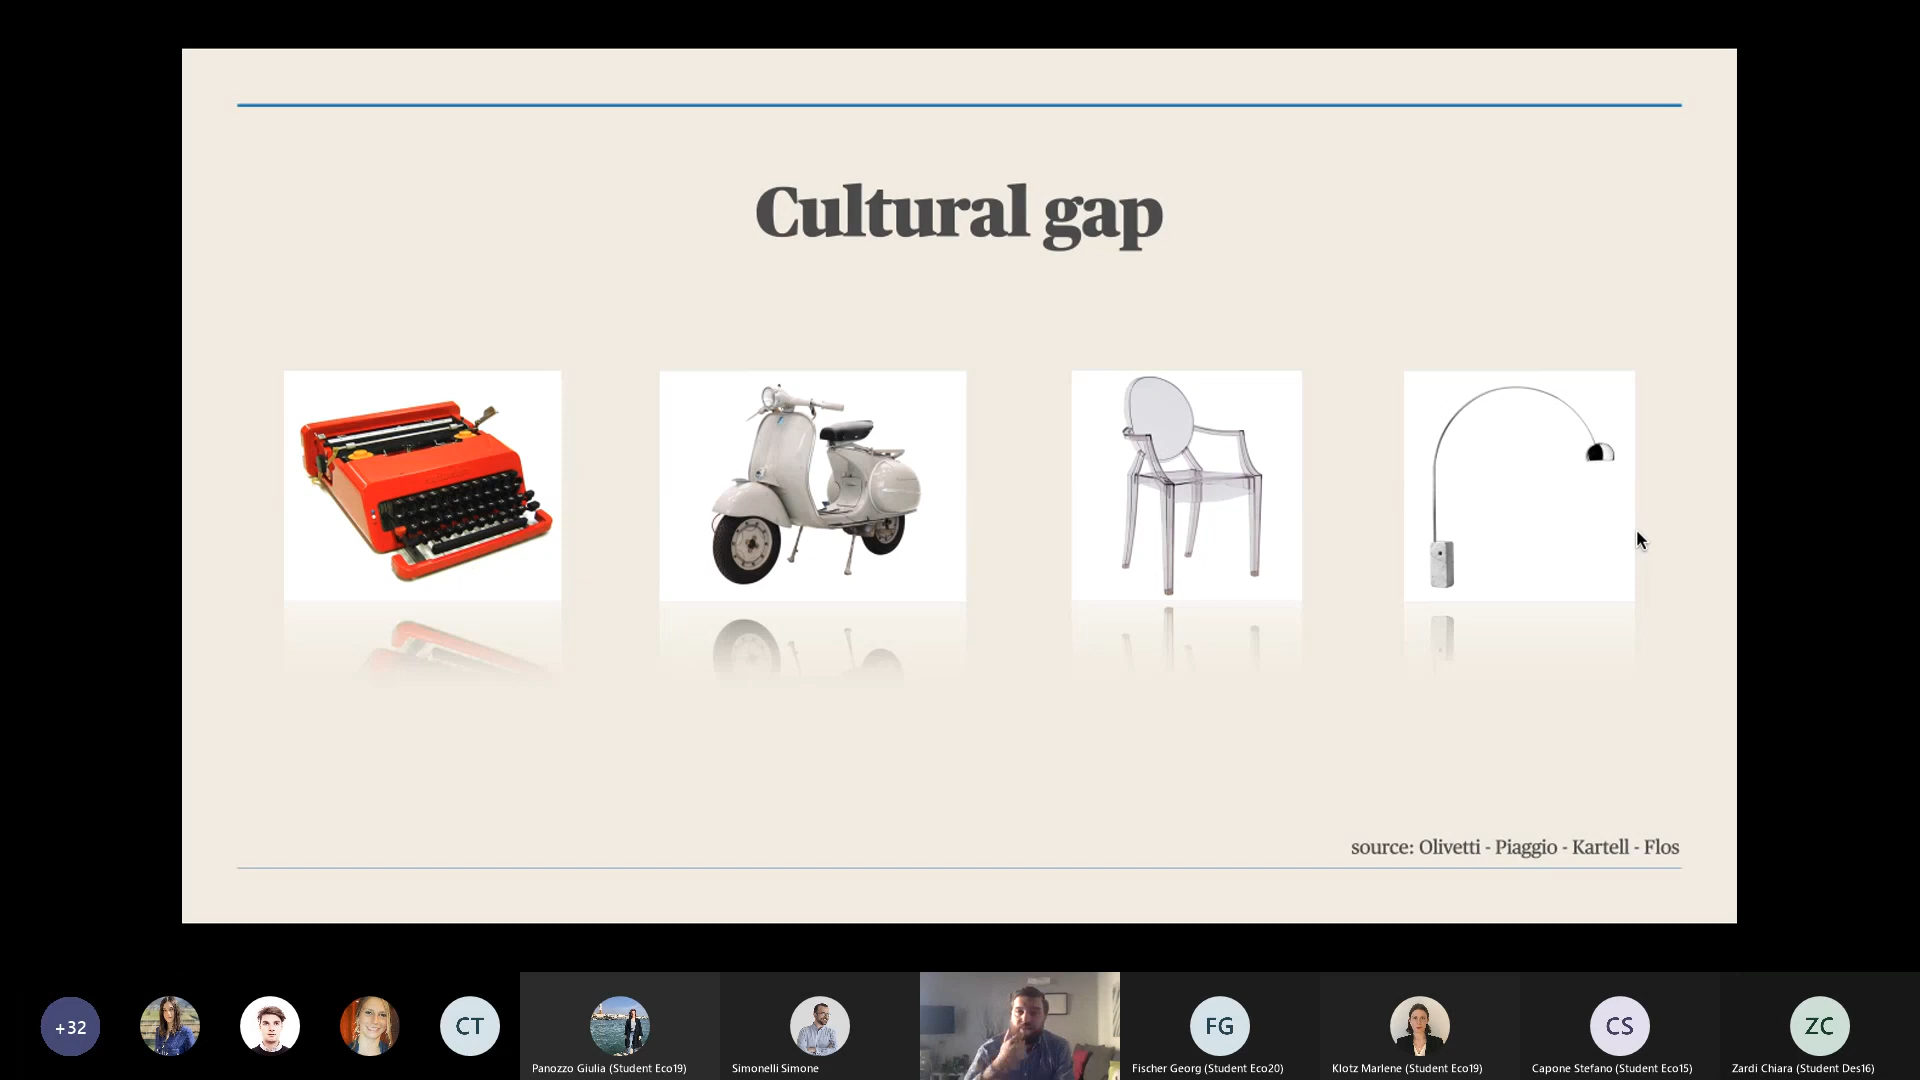 Cultural gap
source: Olivetti - Piaggio - Kartell - Flos
+32
CT
Panozzo Giulia (Student Eco19)
Simonelli Simone
FG
Fischer Georg (Student Eco20)
Klotz Marlene (Student Eco19)
CS
Capone Stefano (Student Eco15)
ZC
Zardi Chiara (Student Des16)